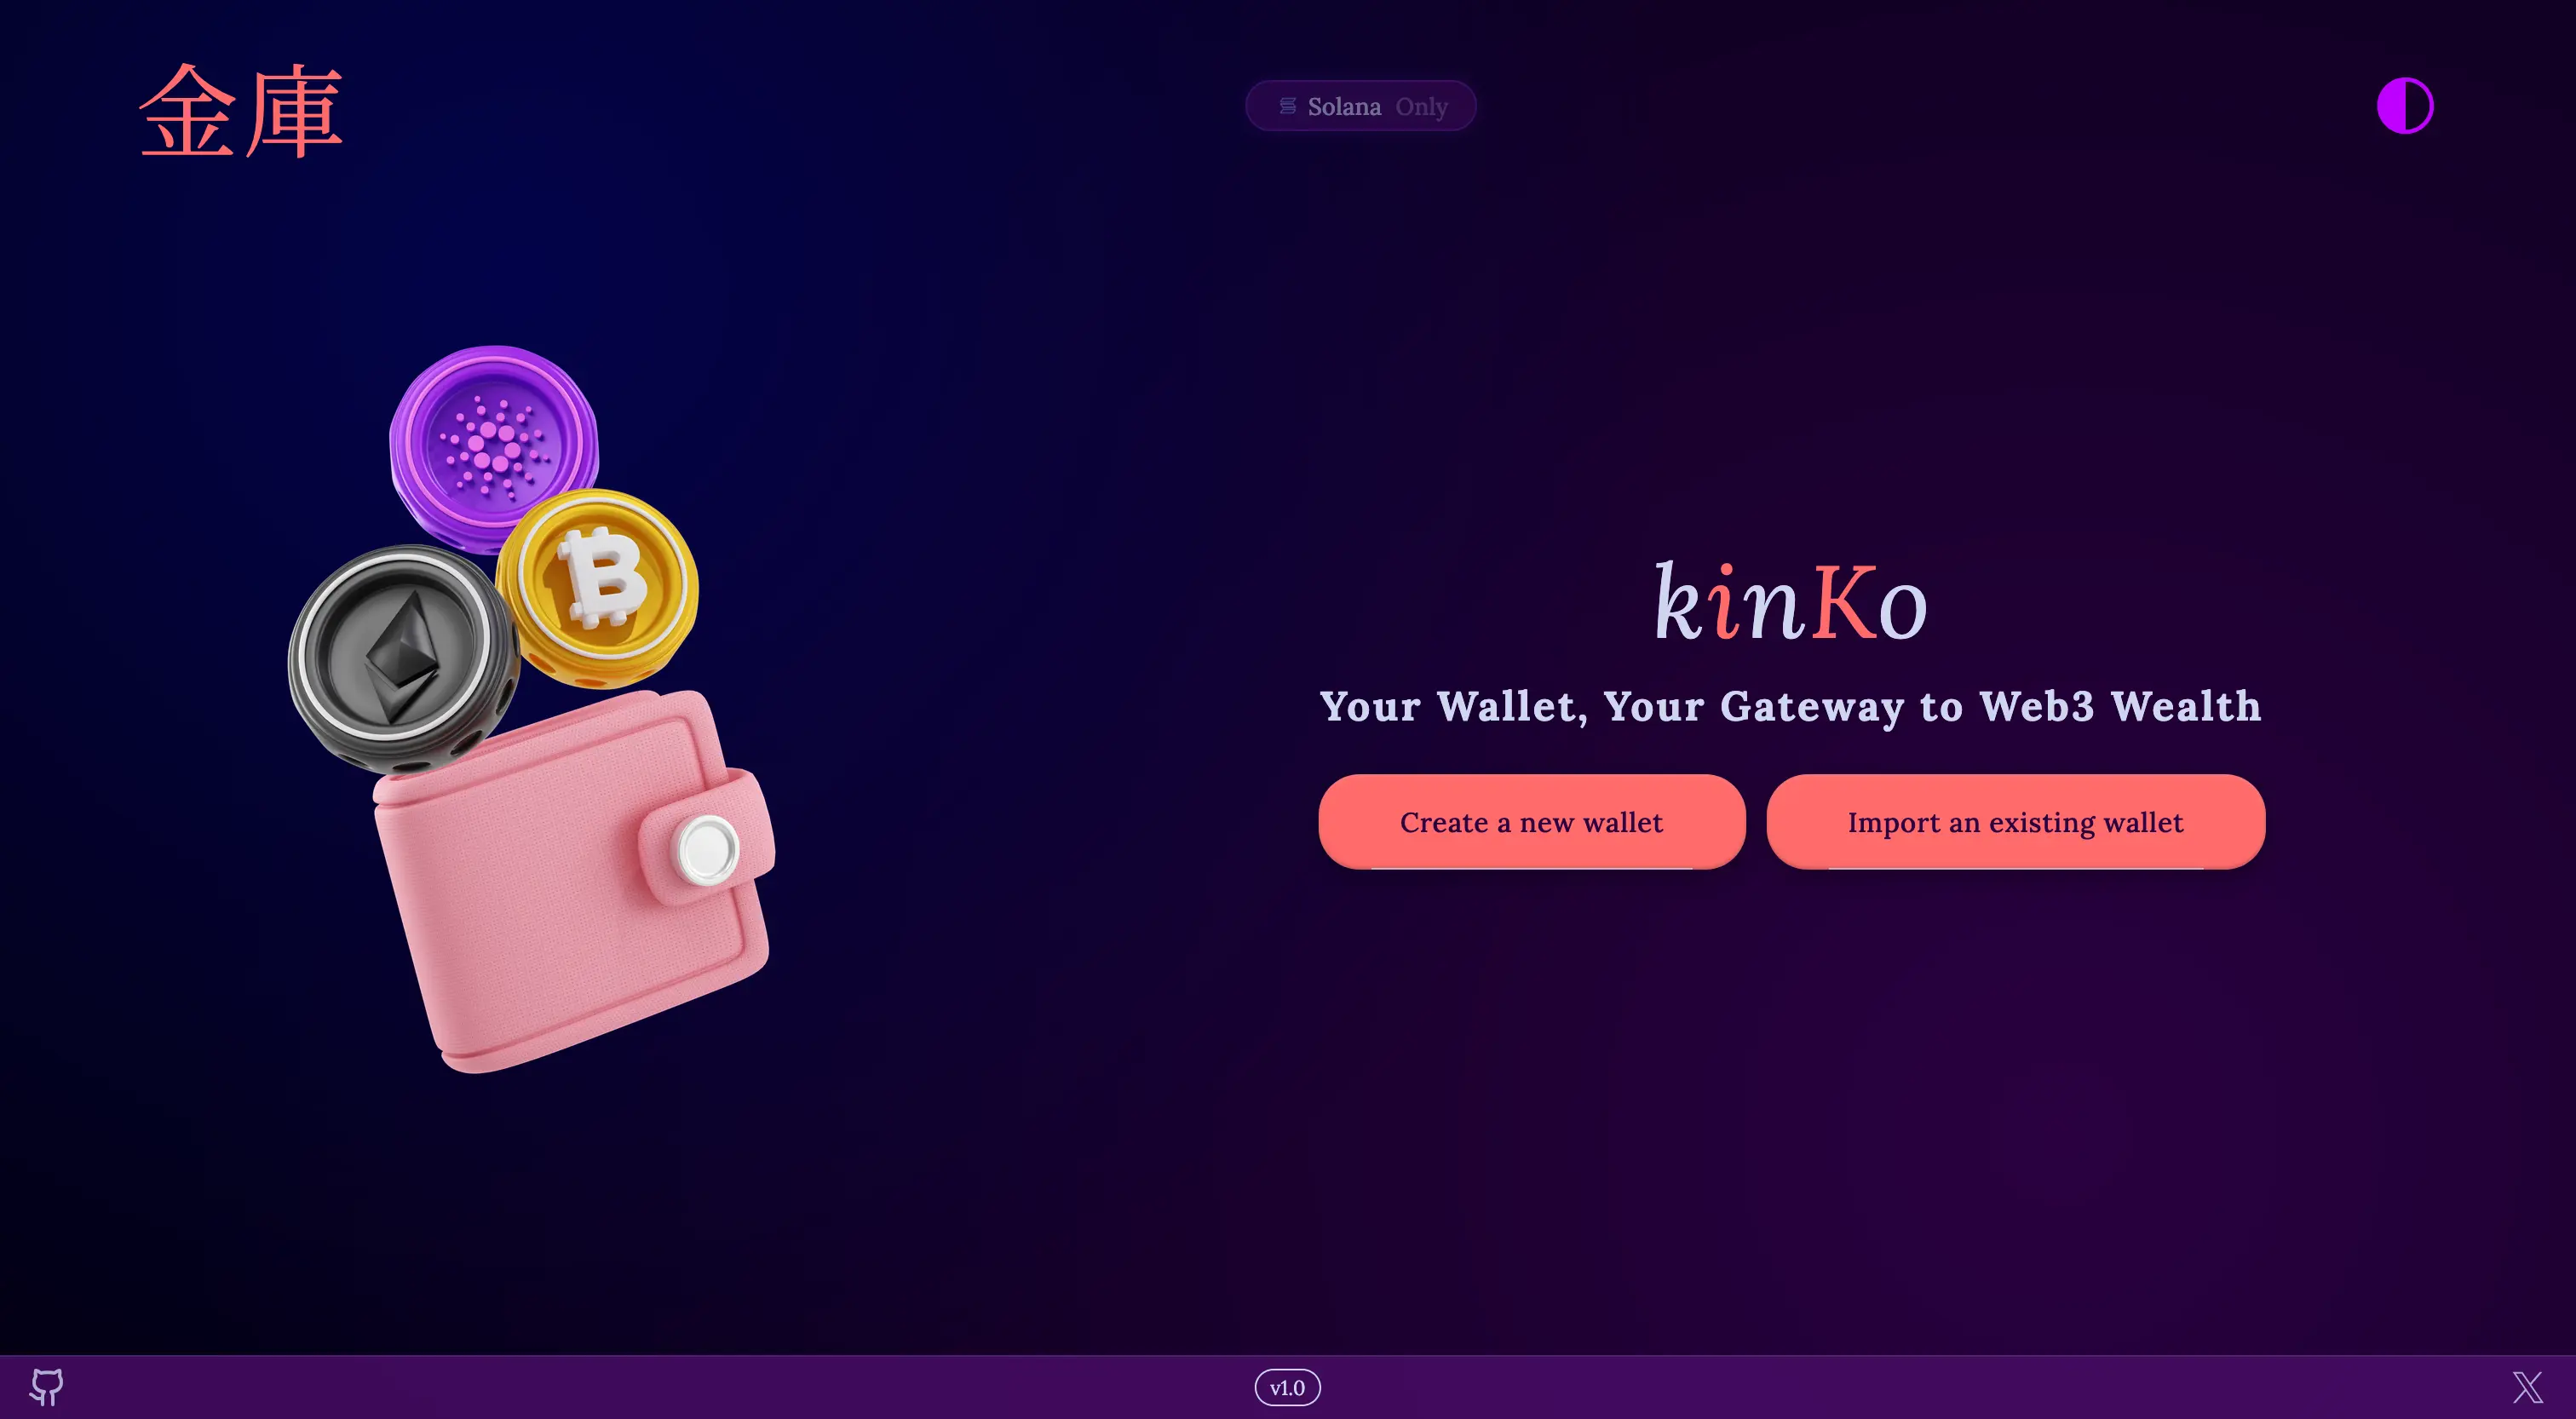 金庫
Solana Only
kinKo
Your Wallet, Your Gateway to Web3 Wealth
Create a new wallet
Import an existing wallet
v1.0